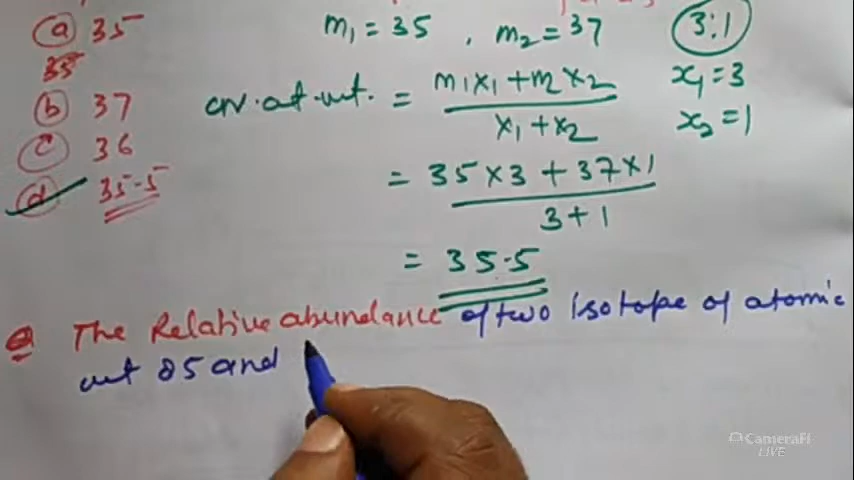 (a) 35
35
m1 = 35 , m2 = 37
3:1
(b) 37
av. at. wt. = m1x1 + m2x2 / x1 + x2
x1 = 3
x2 = 1
(c) 36
(d) 35.5
= 35 × 3 + 37 × 1 / 3 + 1
= 35.5
Q The Relative abundance of two isotope of atomic
wt 85 and
CameraFI
LIVE